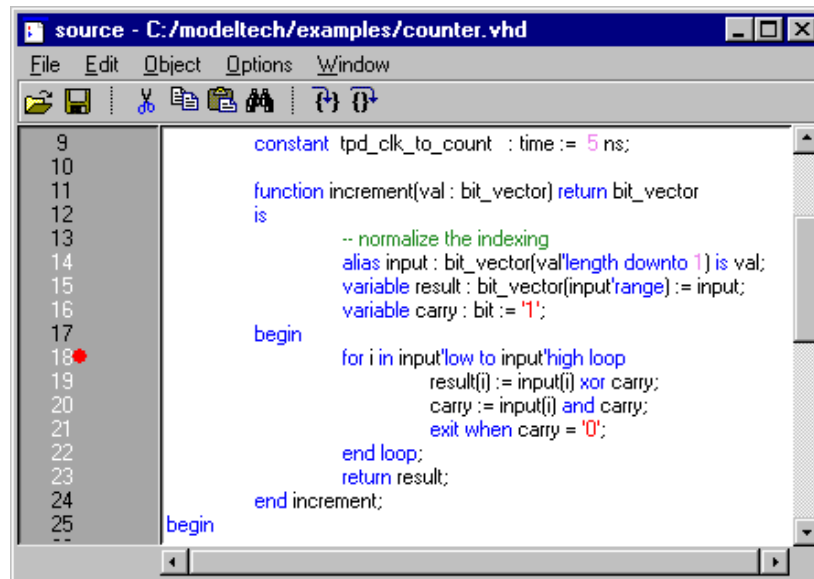 source - C:/modeltech/examples/counter.vhd
File Edit Object Options Window
9 constant tpd_clk_to_count : time := 5 ns;
10
11 function increment(val : bit_vector) return bit_vector
12 is
13 -- normalize the indexing
14 alias input : bit_vector(val'length downto 1) is val;
15 variable result : bit_vector(input'range) := input;
16 variable carry : bit := '1';
17 begin
18 for i in input'low to input'high loop
19 result(i) := input(i) xor carry;
20 carry := input(i) and carry;
21 exit when carry = '0';
22 end loop;
23 return result;
24 end increment;
25 begin